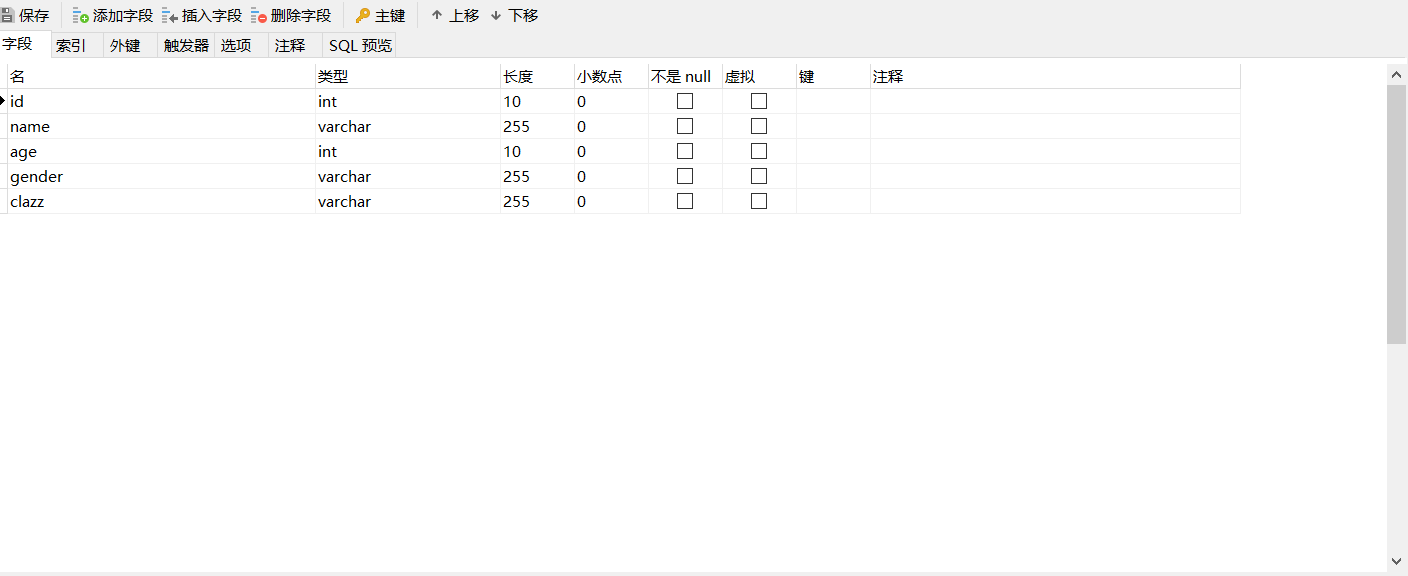 保存 添加字段 插入字段 删除字段 主键 上移 下移
字段 索引 外键 触发器 选项 注释 SQL 预览
名 类型 长度 小数点 不是 null 虚拟 键 注释
id int 10 0
name varchar 255 0
age int 10 0
gender varchar 255 0
clazz varchar 255 0